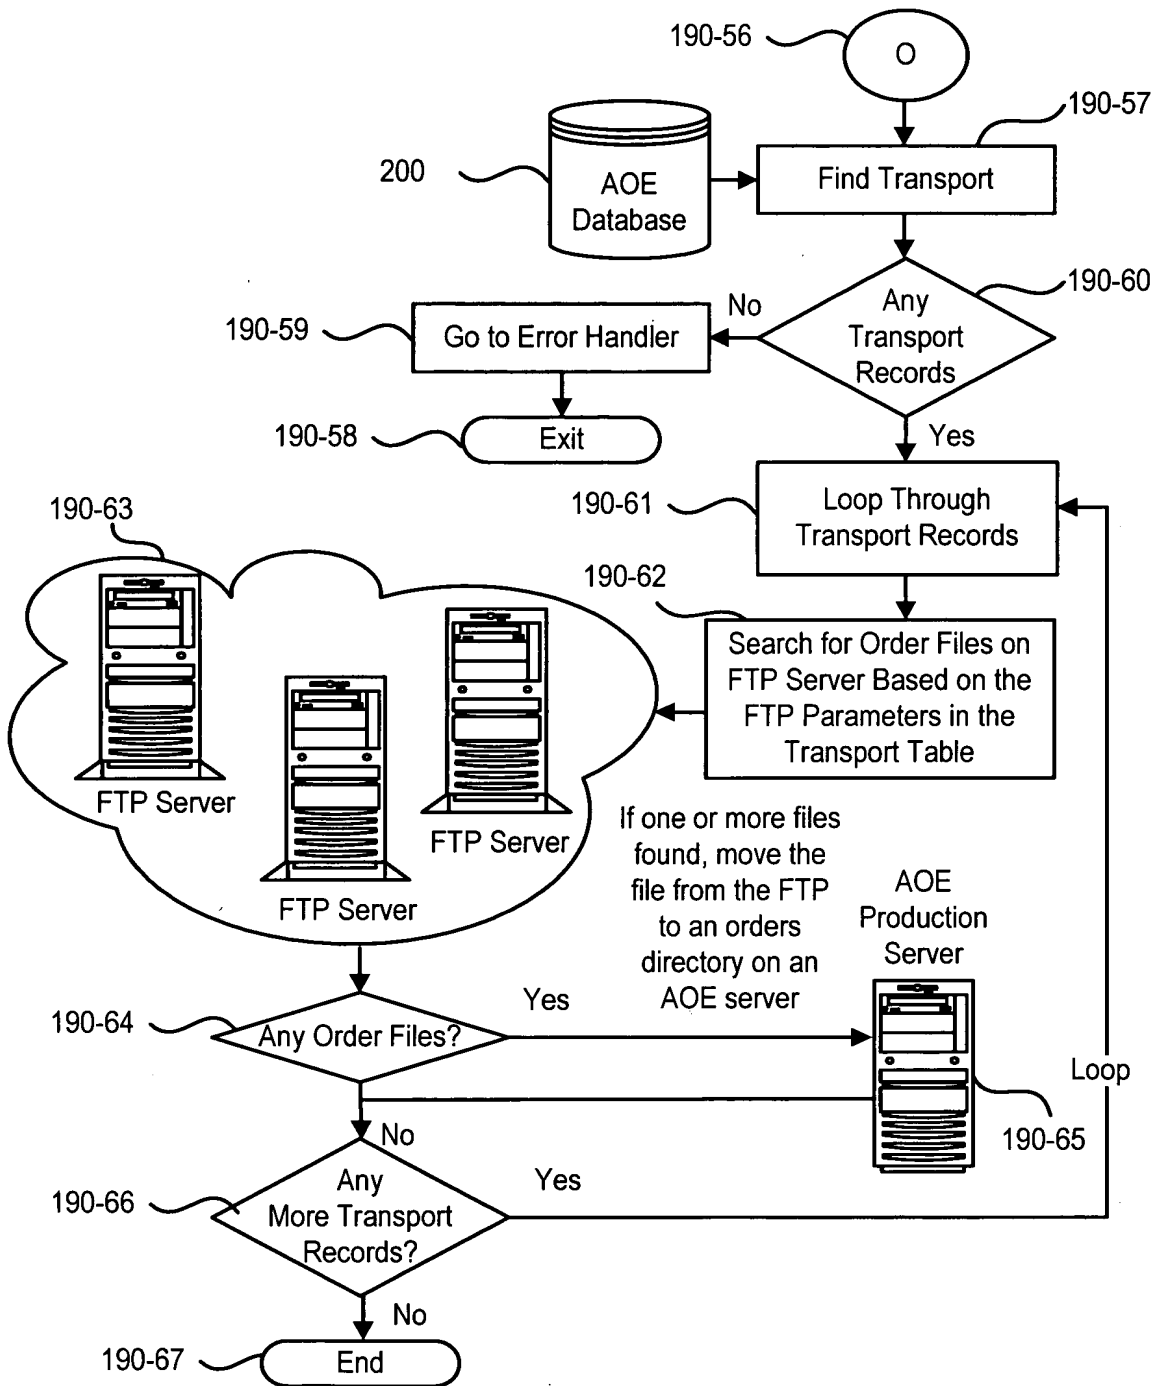 190-56
O
190-57
Find Transport
200
AOE
Database
190-60
Any
Transport
Records
No
190-59
Go to Error Handler
190-58
Exit
Yes
190-61
Loop Through
Transport Records
190-63
190-62
Search for Order Files on
FTP Server Based on the
FTP Parameters in the
Transport Table
FTP Server
FTP Server
FTP Server
If one or more files
found, move the
file from the FTP
to an orders
directory on an
AOE server
AOE
Production
Server
190-64
Any Order Files?
Yes
Loop
190-65
No
190-66
Any
More Transport
Records?
Yes
No
190-67
End